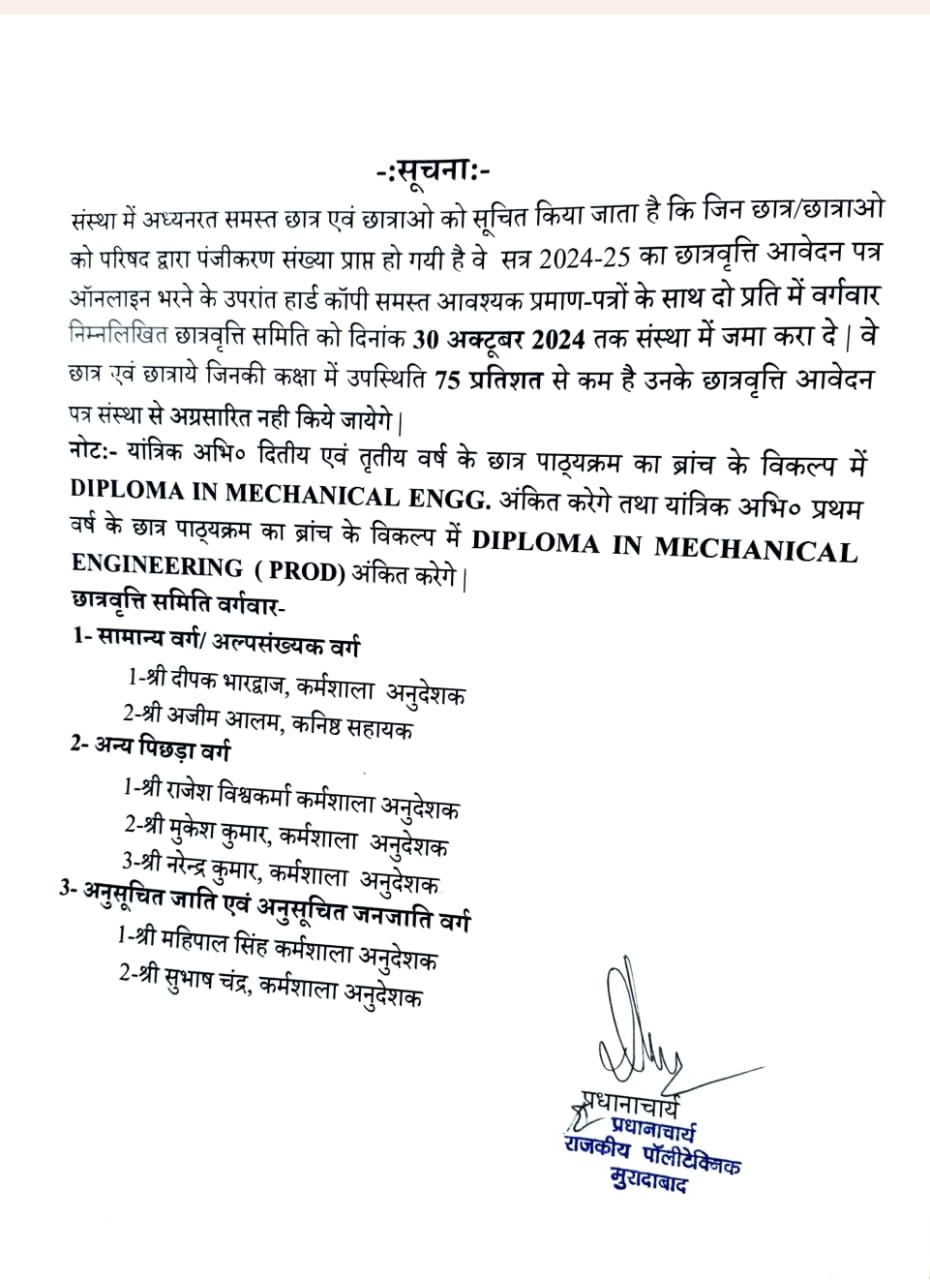 -:सूचना:-
संस्था में अध्यनरत समस्त छात्र एवं छात्राओ को सूचित किया जाता है कि जिन छात्र/छात्राओ
को परिषद द्वारा पंजीकरण संख्या प्राप्त हो गयी है वे सत्र 2024-25 का छात्रवृत्ति आवेदन पत्र
ऑनलाइन भरने के उपरांत हार्ड कॉपी समस्त आवश्यक प्रमाण-पत्रों के साथ दो प्रति में वर्गवार
निम्नलिखित छात्रवृत्ति समिति को दिनांक 30 अक्टूबर 2024 तक संस्था में जमा करा दे | वे
छात्र एवं छात्राये जिनकी कक्षा में उपस्थिति 75 प्रतिशत से कम है उनके छात्रवृत्ति आवेदन
पत्र संस्था से अग्रसारित नही किये जायेगे |
नोटः- यांत्रिक अभि० दितीय एवं तृतीय वर्ष के छात्र पाठ्यक्रम का ब्रांच के विकल्प में
DIPLOMA IN MECHANICAL ENGG. अंकित करेगे तथा यांत्रिक अभि० प्रथम
वर्ष के छात्र पाठ्यक्रम का ब्रांच के विकल्प में DIPLOMA IN MECHANICAL
ENGINEERING ( PROD) अंकित करेगे |
छात्रवृत्ति समिति वर्गवार-
1- सामान्य वर्ग/ अल्पसंख्यक वर्ग
1-श्री दीपक भारद्वाज, कर्मशाला अनुदेशक
2-श्री अजीम आलम, कनिष्ठ सहायक
2- अन्य पिछड़ा वर्ग
1-श्री राजेश विश्वकर्मा कर्मशाला अनुदेशक
2-श्री मुकेश कुमार, कर्मशाला अनुदेशक
3-श्री नरेन्द्र कुमार, कर्मशाला अनुदेशक
3- अनुसूचित जाति एवं अनुसूचित जनजाति वर्ग
1-श्री महिपाल सिंह कर्मशाला अनुदेशक
2-श्री सुभाष चंद्र, कर्मशाला अनुदेशक
प्रधानाचार्य
प्रधानाचार्य
राजकीय पॉलीटेक्निक
मुरादाबाद